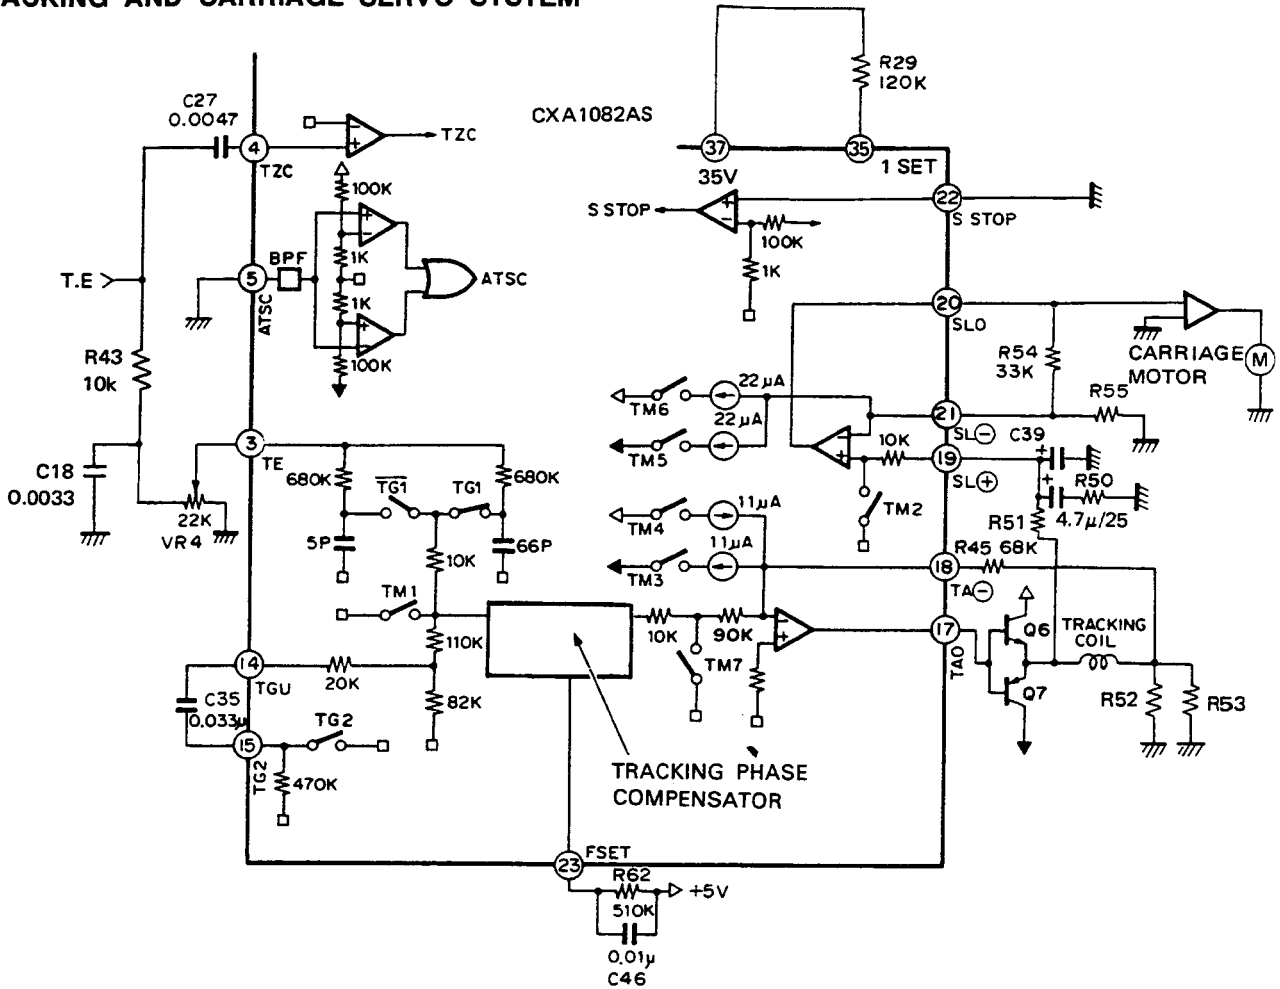 ACKING AND CARRIAGE SERVO SYSTEM
R29
120K
C27
0.0047
CXA1082AS
4
TZC
TZC
37
35
35V
1 SET
100K
S STOP
22
S STOP
100K
1K
BPF
T.E
5
ATSC
1K
1K
ATSC
100K
20
SLO
R43
10k
R54
33K
CARRIAGE
MOTOR
M
TM6
22μA
22μA
TM5
21
SL⊖
R55
C39
10K
19
SL⊕
3
TE
C18
0.0033
22K
VR4
680K
TG1
TG1
680K
5P
10K
66P
TM4
11μA
11μA
TM3
TM2
R50
4.7μ/25
R51
R45 68K
18
TA⊖
TM1
10K
90K
TM7
17
TAO
Q6
TRACKING
COIL
Q7
R52
R53
14
TGU
20K
110K
82K
C35
0.033μ
15
TG2
TG2
470K
TRACKING PHASE
COMPENSATOR
23
FSET
R62
510K
+5V
0.01μ
C46